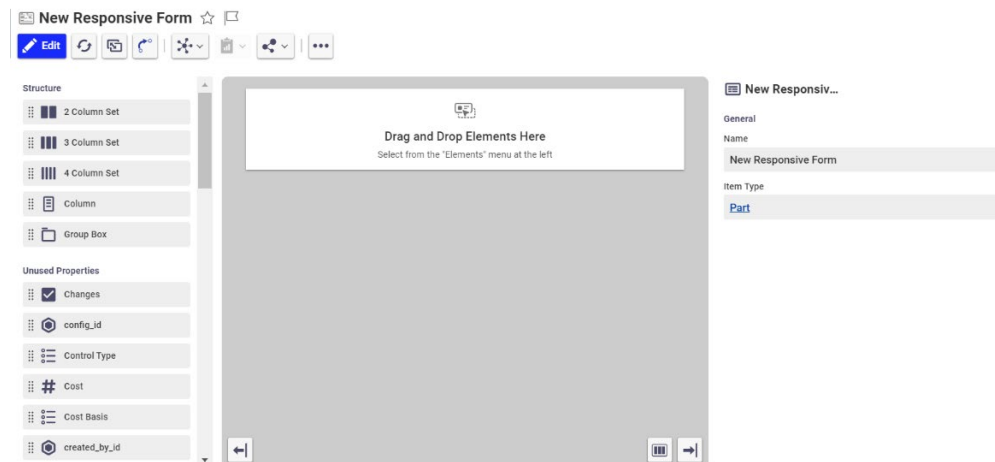 New Responsive Form
Edit
Structure
2 Column Set
3 Column Set
4 Column Set
Column
Group Box
Unused Properties
Changes
config_id
Control Type
Cost
Cost Basis
created_by_id
Drag and Drop Elements Here
Select from the "Elements" menu at the left
New Responsiv...
General
Name
New Responsive Form
Item Type
Part